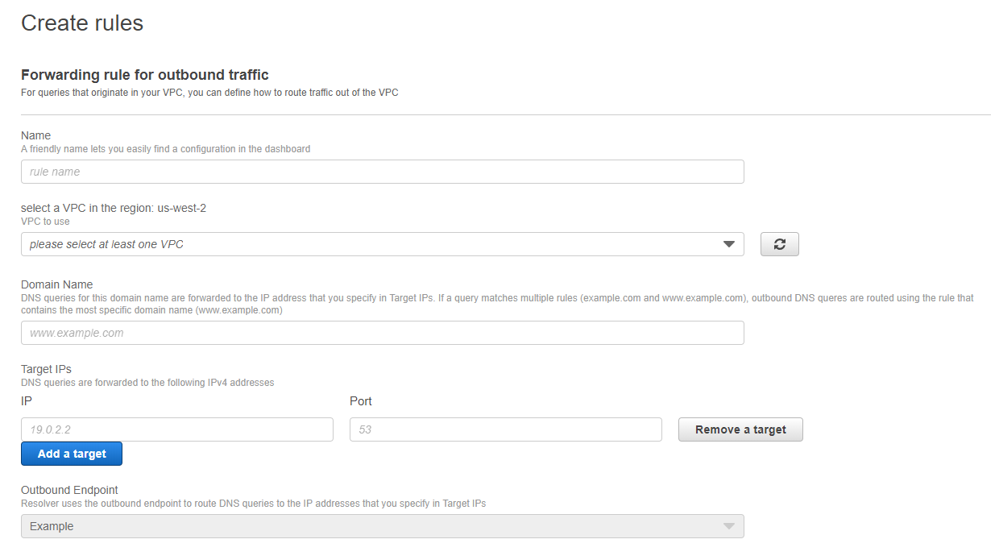 Create rules
Forwarding rule for outbound traffic
For queries that originate in your VPC, you can define how to route traffic out of the VPC
Name
A friendly name lets you easily find a configuration in the dashboard
rule name
select a VPC in the region: us-west-2
VPC to use
please select at least one VPC
Domain Name
DNS queries for this domain name are forwarded to the IP address that you specify in Target IPs. If a query matches multiple rules (example.com and www.example.com), outbound DNS queres are routed using the rule that
contains the most specific domain name (www.example.com)
www.example.com
Target IPs
DNS queries are forwarded to the following IPv4 addresses
IP Port
19.0.2.2 53 Remove a target
Add a target
Outbound Endpoint
Resolver uses the outbound endpoint to route DNS queries to the IP addresses that you specify in Target IPs
Example